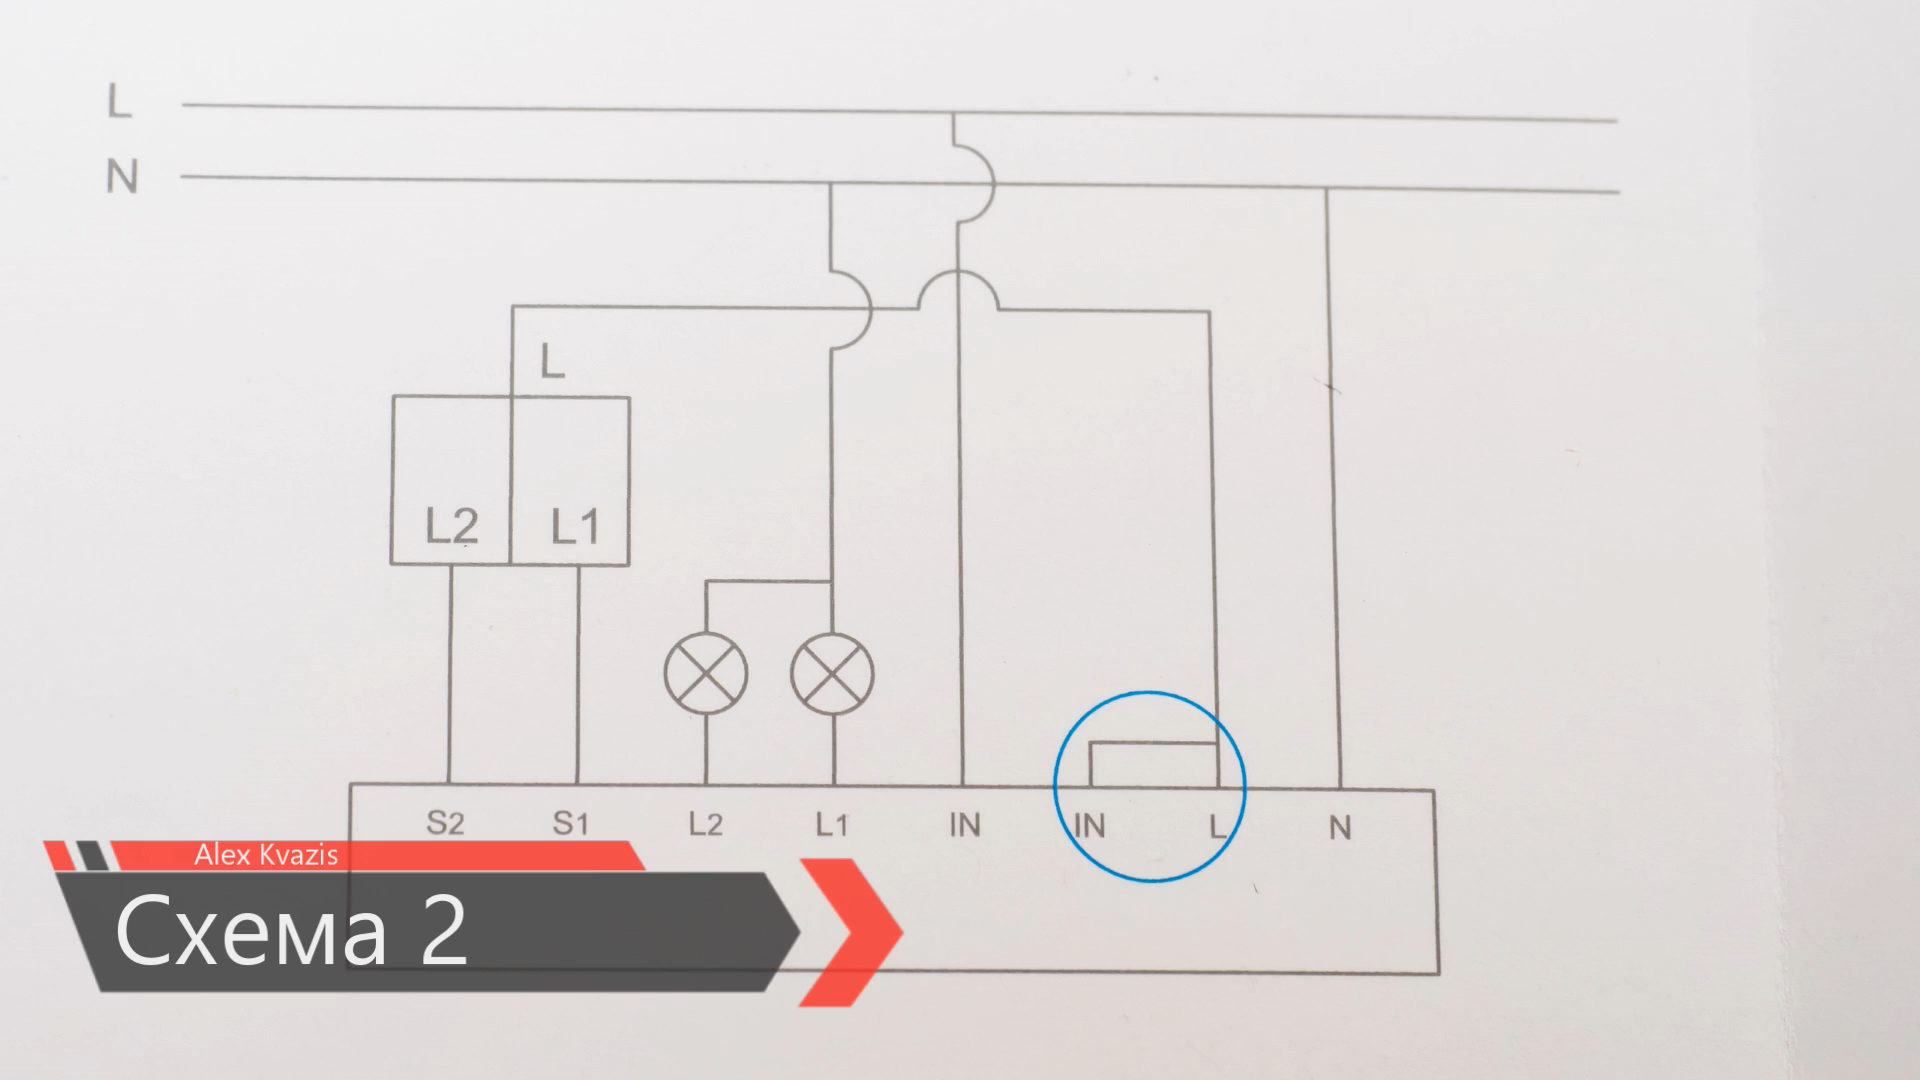 L
N
L
L2 L1
S2 S1 L2 L1 IN IN L N
Alex Kvazis
Схема 2